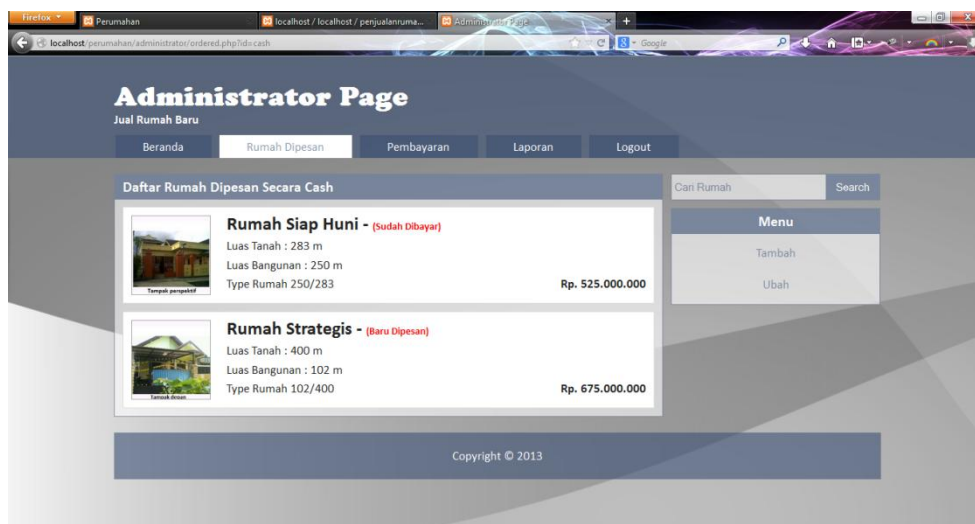 Firefox
Perumahan
localhost / localhost / penjualanruma...
Administrator Page
localhost/perumahan/administrator/ordered.php?id=cash
Google
Administrator Page
Jual Rumah Baru
Beranda
Rumah Dipesan
Pembayaran
Laporan
Logout
Daftar Rumah Dipesan Secara Cash
Cari Rumah
Search
Rumah Siap Huni - (Sudah Dibayar)
Luas Tanah : 283 m
Luas Bangunan : 250 m
Type Rumah 250/283
Rp. 525.000.000
Tampak perspektif
Menu
Tambah
Ubah
Rumah Strategis - (Baru Dipesan)
Luas Tanah : 400 m
Luas Bangunan : 102 m
Type Rumah 102/400
Rp. 675.000.000
Tampak depan
Copyright © 2013